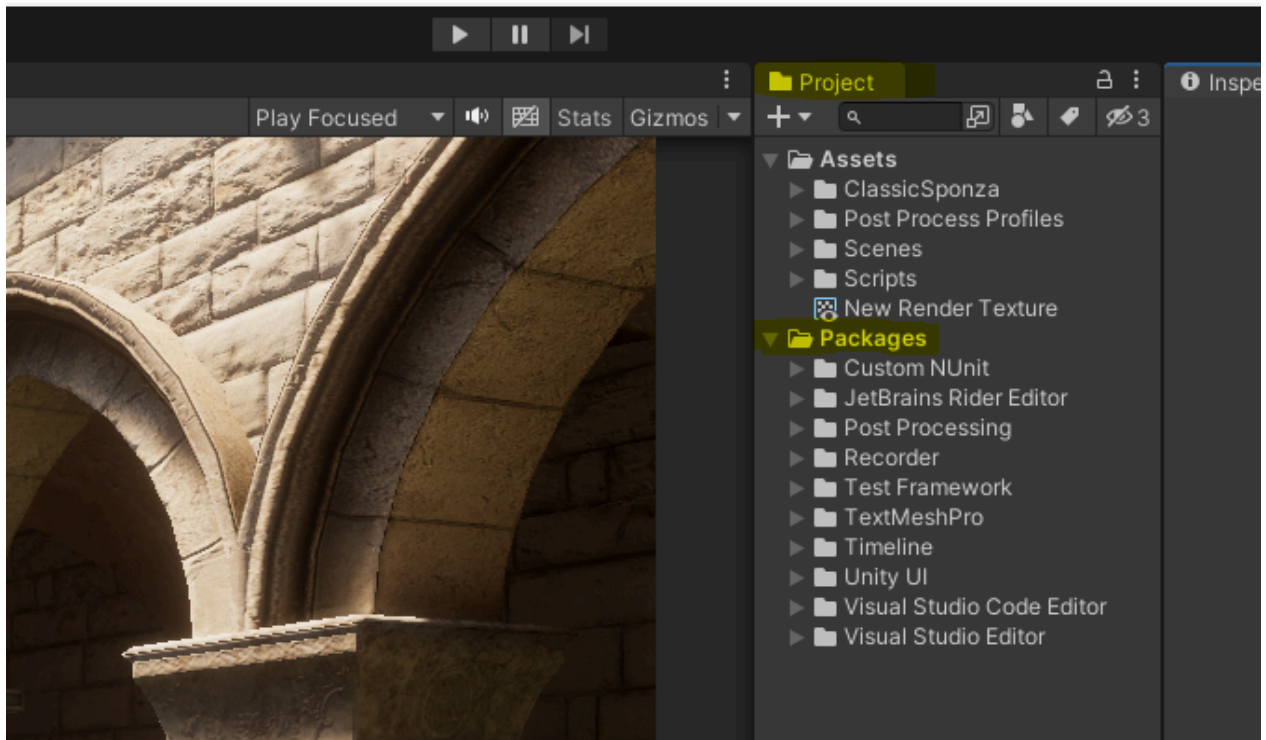 Project
Inspe
Play Focused
Stats
Gizmos
3
Assets
ClassicSponza
Post Process Profiles
Scenes
Scripts
New Render Texture
Packages
Custom NUnit
JetBrains Rider Editor
Post Processing
Recorder
Test Framework
TextMeshPro
Timeline
Unity UI
Visual Studio Code Editor
Visual Studio Editor